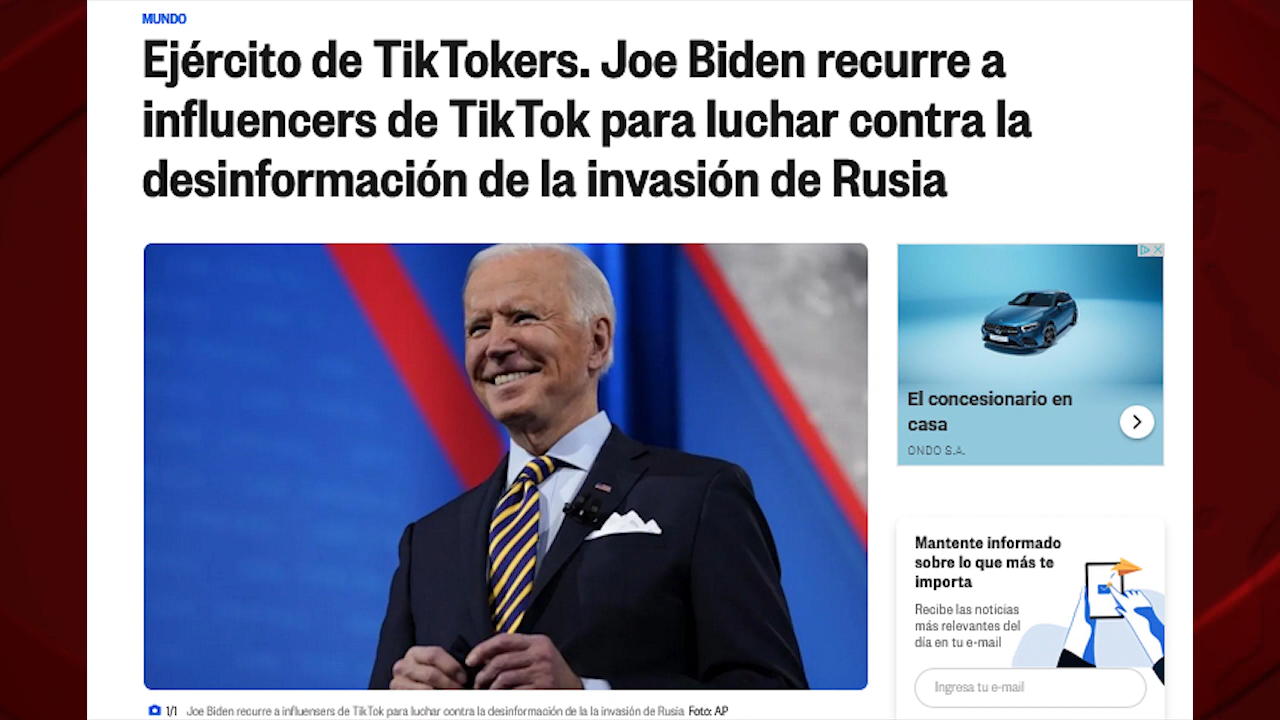 MUNDO
Ejército de TikTokers. Joe Biden recurre a
influencers de TikTok para luchar contra la
desinformación de la invasión de Rusia
El concesionario en
casa
ONDO S.A.
Mantente informado
sobre lo que más te
importa
Recibe las noticias
más relevantes del
día en tu e-mail
Ingresa tu e-mail
1/1 Joe Biden recurre a influensers de TikTok para luchar contra la desinformación de la la invasión de Rusia Foto: AP